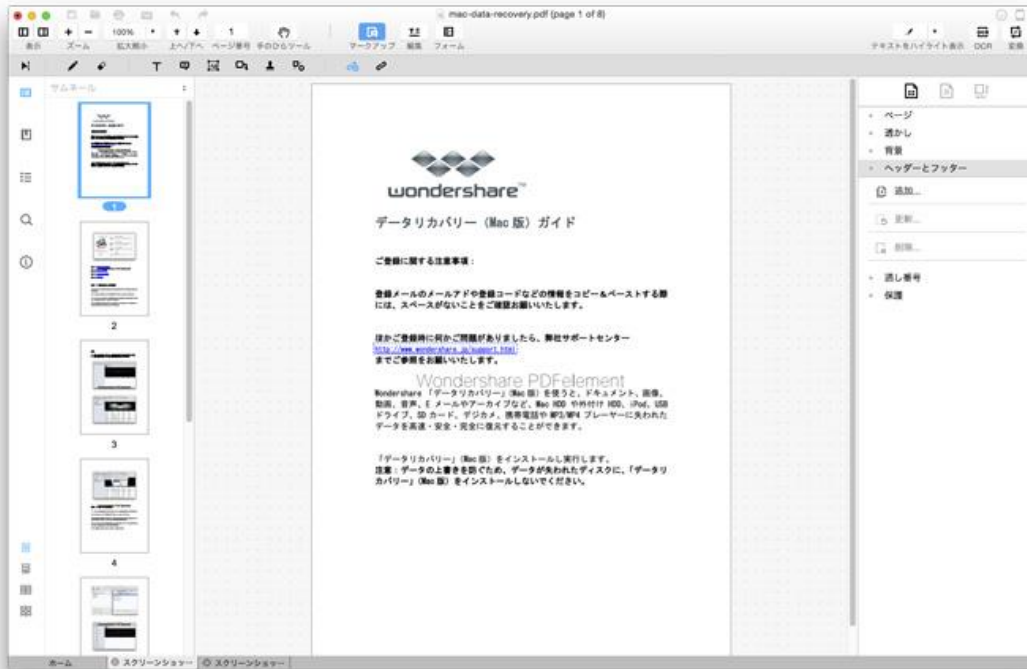 mac-data-recovery.pdf (page 1 of 8)
100%
1
表示
ズーム
拡大縮小
上へ/下へ
ページ番号
手のひらツール
マークアップ
編集
フォーム
テキストをハイライト表示
OCR
変換
サムネール
1
2
3
4
wondershare™
データリカバリー（Mac 版）ガイド
ご登録に関する注意事項：
登録メールのメールアドや登録コードなどの情報をコピー＆ペーストする際
には、スペースがないことをご確認お願いいたします。
ほかご登録時に何かご問題がありましたら、弊社サポートセンター
http://www.wondershare.jp/support.html
までご参照をお願いいたします。
Wondershare PDFelement
Wondershare 「データリカバリー」（Mac 版）を使うと、ドキュメント、画像、
動画、音声、E メールやアーカイブなど、Mac HDD や外付け HDD、iPod、USB
ドライブ、SD カード、デジカメ、携帯電話や MP3/MP4 プレーヤーに失われた
データを高速・安全・完全に復元することができます。
「データリカバリー」（Mac 版）をインストールし実行します。
注意：データの上書きを防ぐため、データが失われたディスクに、「データリ
カバリー」（Mac 版）をインストールしないでください。
ページ
透かし
背景
ヘッダーとフッター
追加...
更新...
削除...
通し番号
保護
ホーム
スクリーンショッ…
スクリーンショッ…